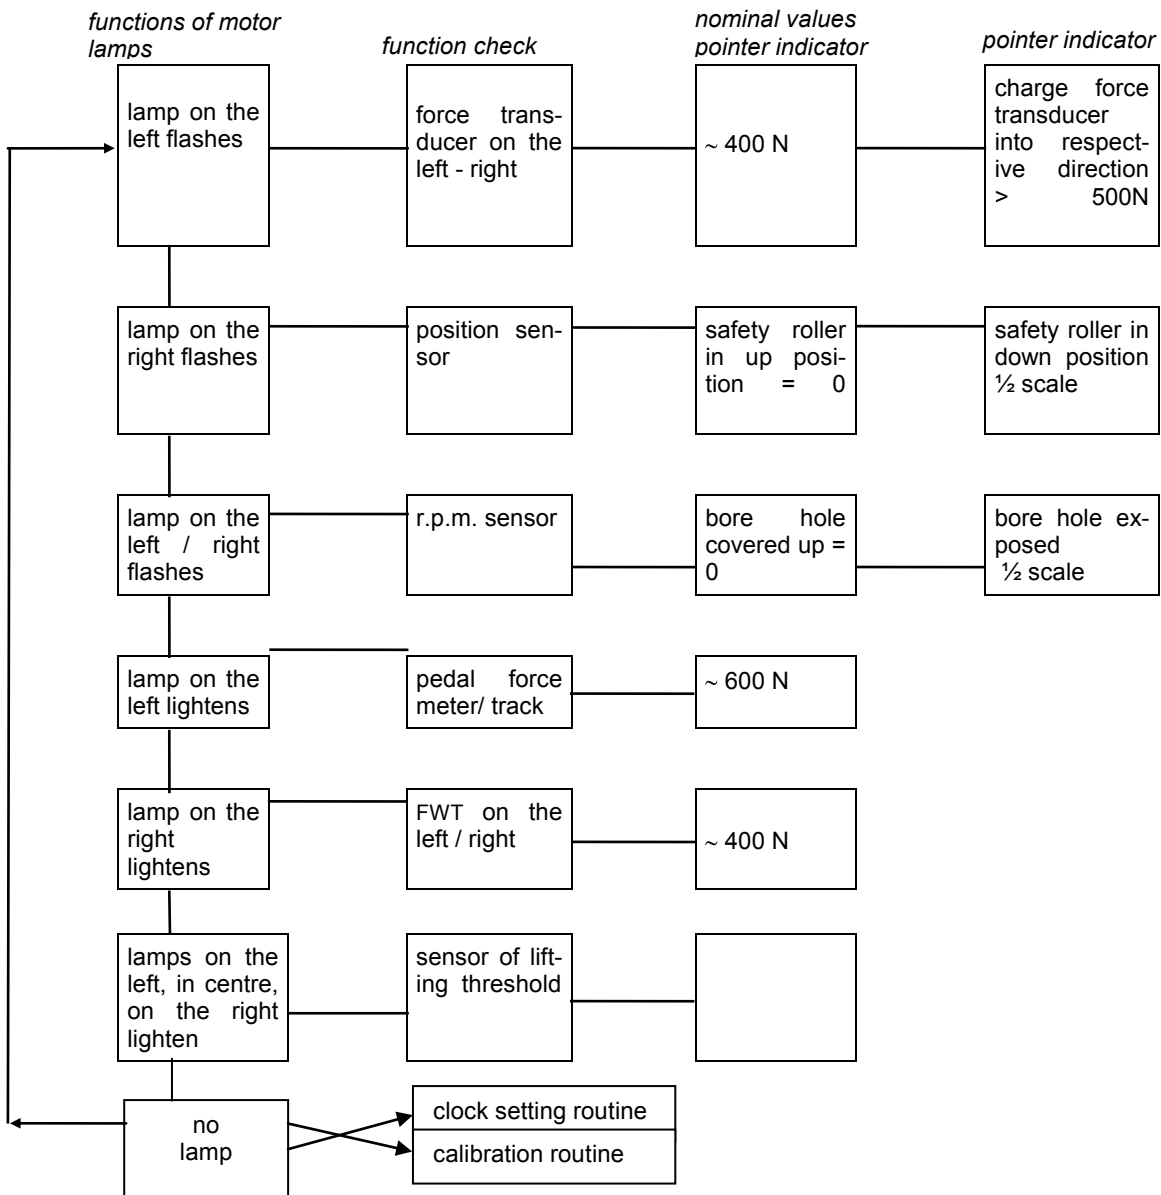 functions of motor
lamps
function check
nominal values
pointer indicator
pointer indicator
lamp on the
left flashes
force trans-
ducer on the
left - right
~ 400 N
charge force
transducer
into respect-
ive direction
> 500N
lamp on the
right flashes
position sen-
sor
safety roller
in up posi-
tion = 0
safety roller in
down position
½ scale
lamp on the
left / right
flashes
r.p.m. sensor
bore hole
covered up =
0
bore hole ex-
posed
½ scale
lamp on the
left lightens
pedal force
meter/ track
~ 600 N
lamp on the
right
lightens
FWT on the
left / right
~ 400 N
lamps on the
left, in centre,
on the right
lighten
sensor of lift-
ing threshold
no
lamp
clock setting routine
calibration routine